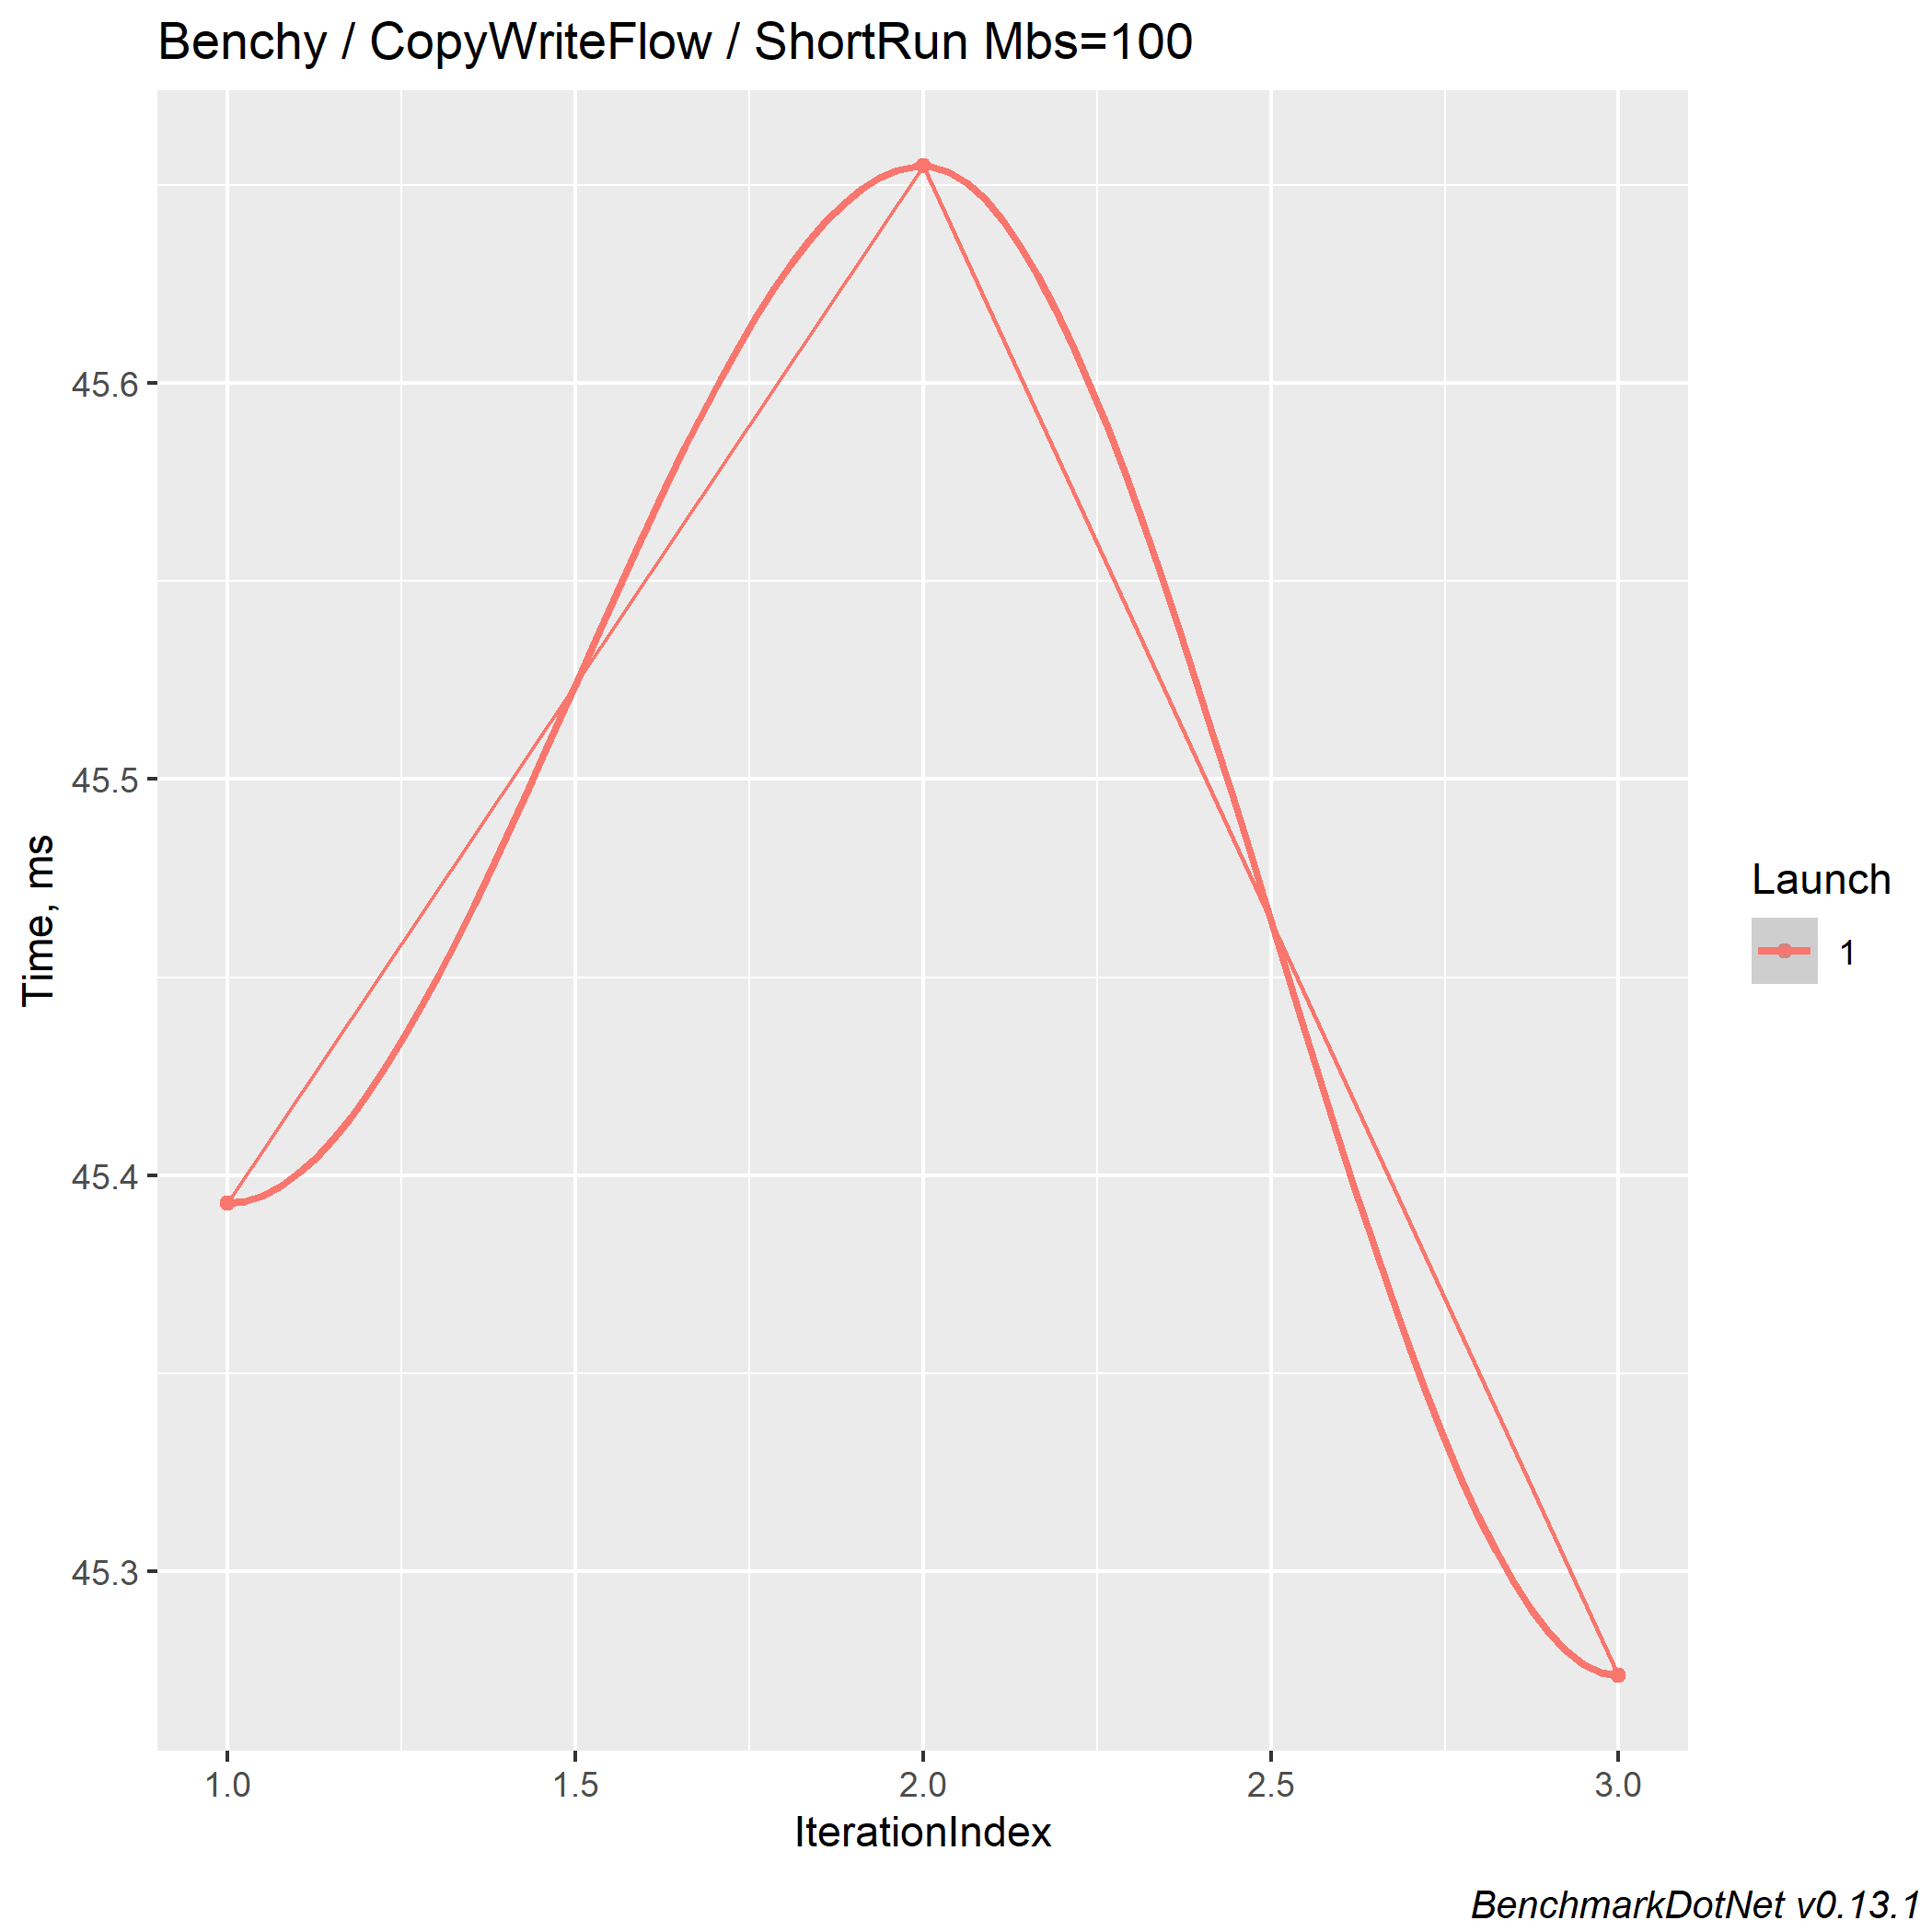 Benchy / CopyWriteFlow / ShortRun Mbs=100
45.6
45.5
45.4
45.3
Time, ms
1.0 1.5 2.0 2.5 3.0
IterationIndex
Launch
1
BenchmarkDotNet v0.13.1